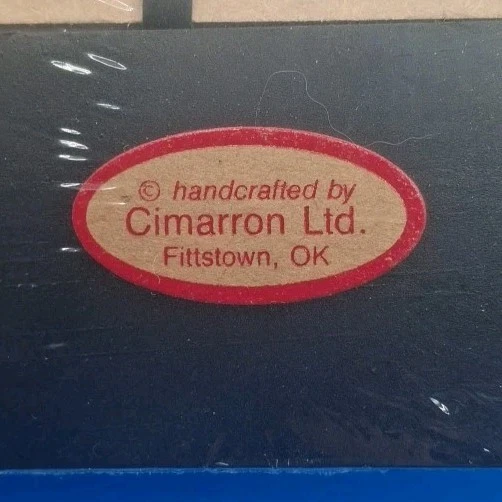 © handcrafted by
Cimarron Ltd.
Fittstown, OK